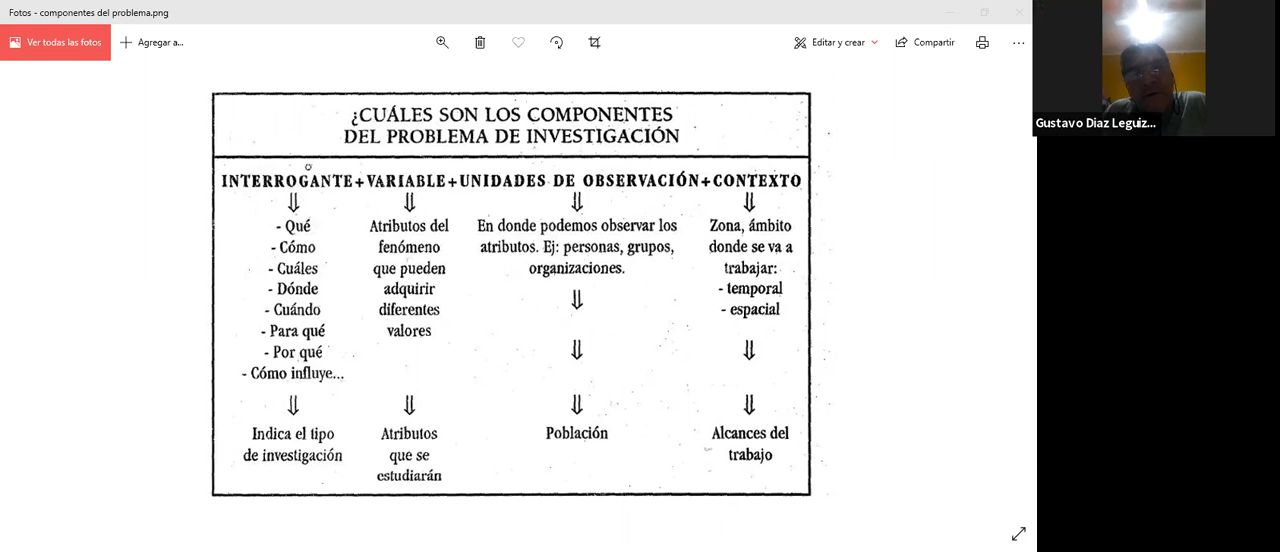 Fotos - componentes del problema.png
Ver todas las fotos
Agregar a...
Editar y crear
Compartir
¿CUÁLES SON LOS COMPONENTES
DEL PROBLEMA DE INVESTIGACIÓN
INTERROGANTE+VARIABLE+UNIDADES DE OBSERVACIÓN+CONTEXTO
- Qué
- Cómo
- Cuáles
- Dónde
- Cuándo
- Para qué
- Por qué
- Cómo influye...
Indica el tipo
de investigación
Atributos del
fenómeno
que pueden
adquirir
diferentes
valores
Atributos
que se
estudiarán
En donde podemos observar los
atributos. Ej: personas, grupos,
organizaciones.
Población
Zona, ámbito
donde se va a
trabajar:
- temporal
- espacial
Alcances del
trabajo
Gustavo Diaz Leguiz...